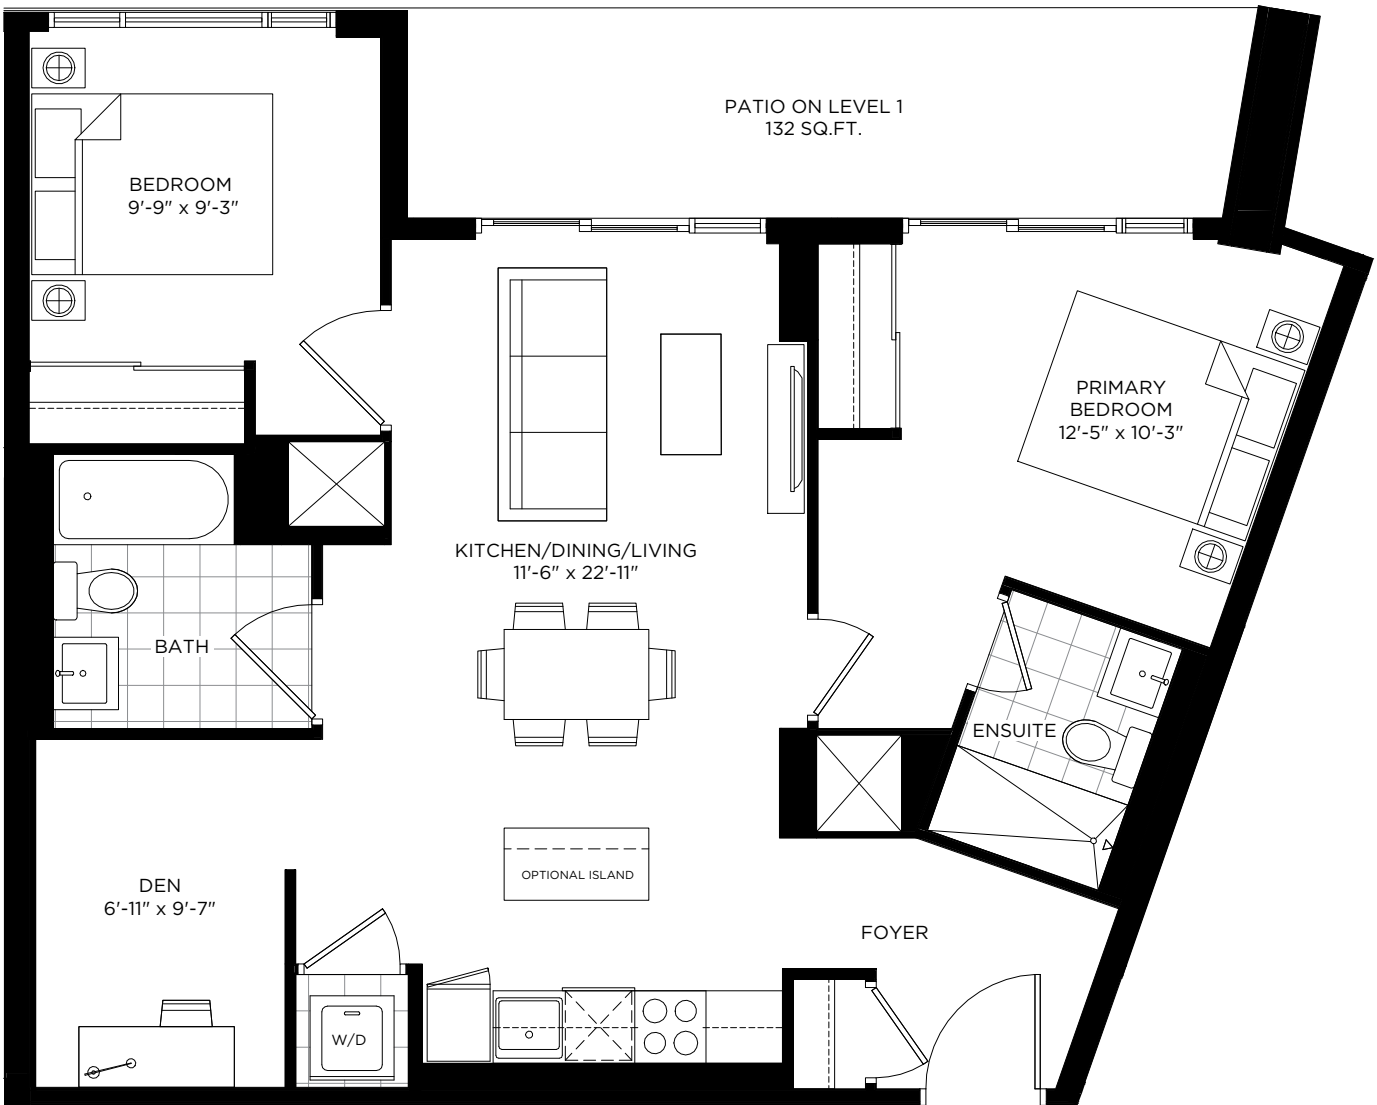 PATIO ON LEVEL 1
132 SQ.FT.
BEDROOM
9'-9" x 9'-3"
PRIMARY
BEDROOM
12'-5" x 10'-3"
KITCHEN/DINING/LIVING
11'-6" x 22'-11"
BATH
ENSUITE
DEN
6'-11" x 9'-7"
OPTIONAL ISLAND
FOYER
W/D